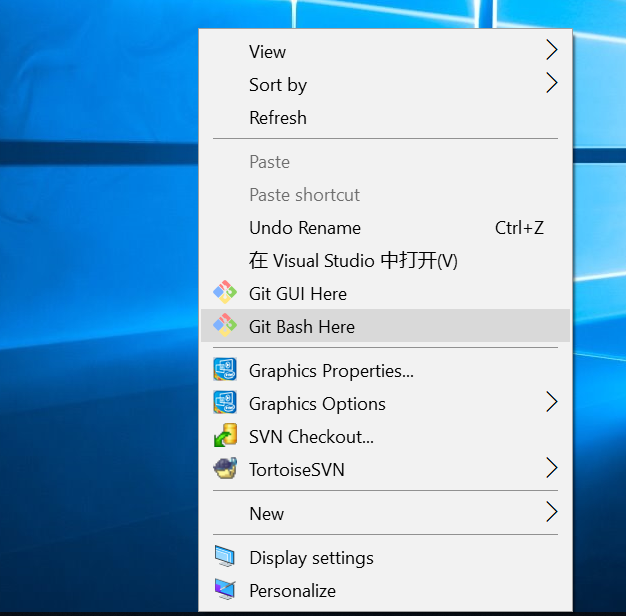 View
Sort by
Refresh
Paste
Paste shortcut
Undo Rename Ctrl+Z
在 Visual Studio 中打开(V)
Git GUI Here
Git Bash Here
Graphics Properties...
Graphics Options
SVN Checkout...
TortoiseSVN
New
Display settings
Personalize